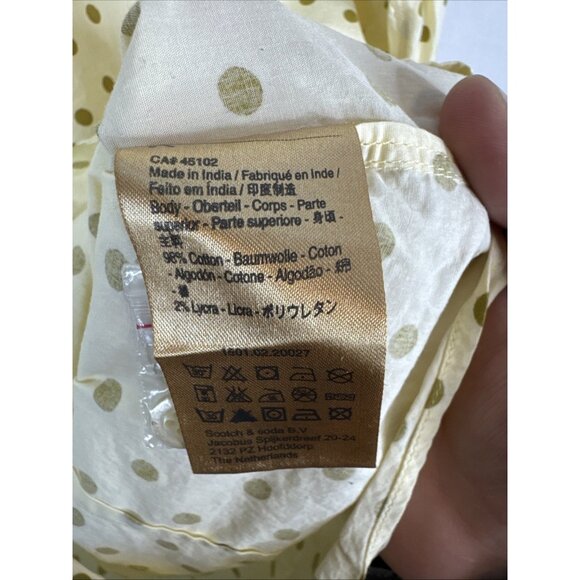 CA# 45102
Made in India / Fabriqué en Inde /
Feito em Índia / 印度制造
Body - Oberteil - Corps - Parte
superior - Parte superiore - 身頃 -
主料
98% Cotton - Baumwolle - Coton
- Algodón - Cotone - Algodão - 綿
- 棉
2% Lycra - Licra - ポリウレタン
1601.02.20027
Scotch & soda B.V
Jacobus Spijkerdreef 20-24
2132 PZ Hoofddorp
The Netherlands